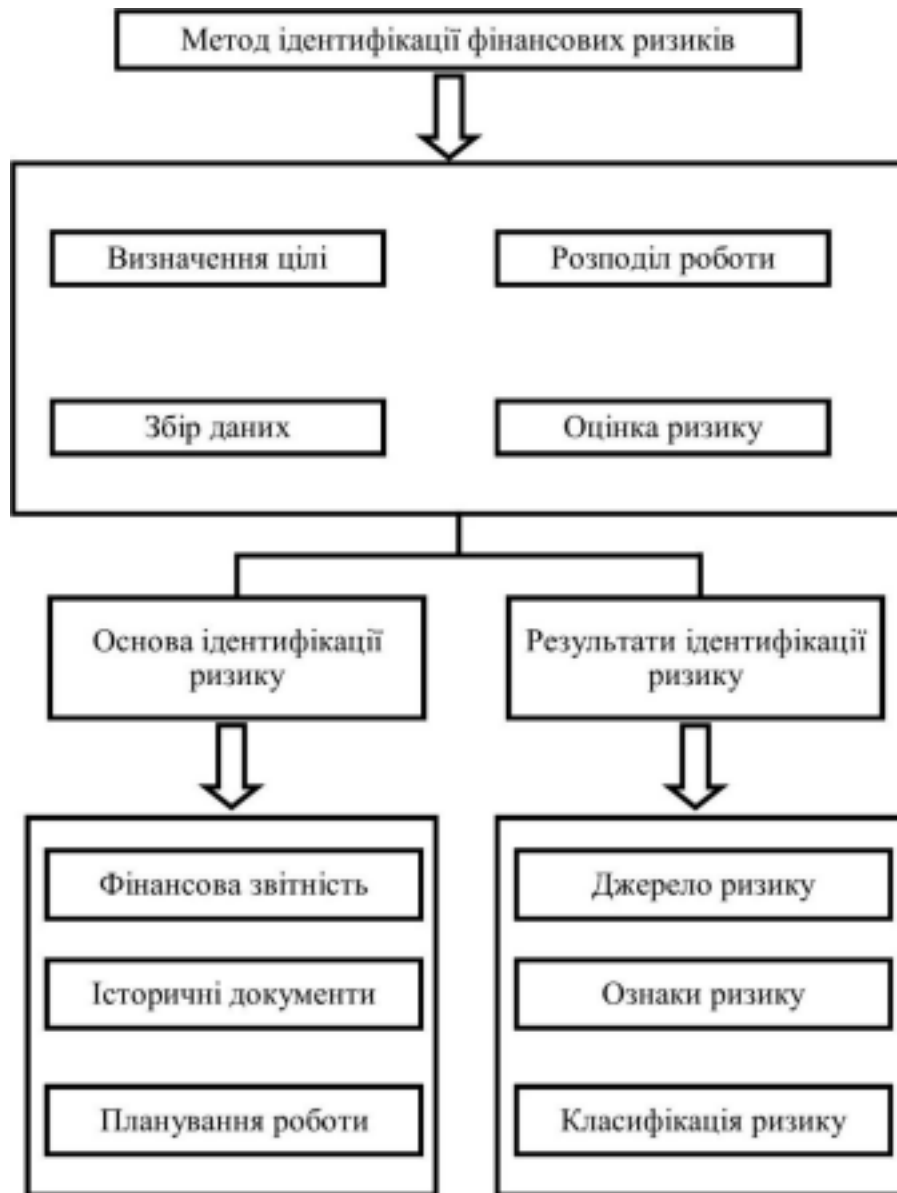 Метод ідентифікації фінансових ризиків
Визначення цілі
Розподіл роботи
Збір даних
Оцінка ризику
Основа ідентифікації
ризику
Результати ідентифікації
ризику
Фінансова звітність
Джерело ризику
Історичні документи
Ознаки ризику
Планування роботи
Класифікація ризику